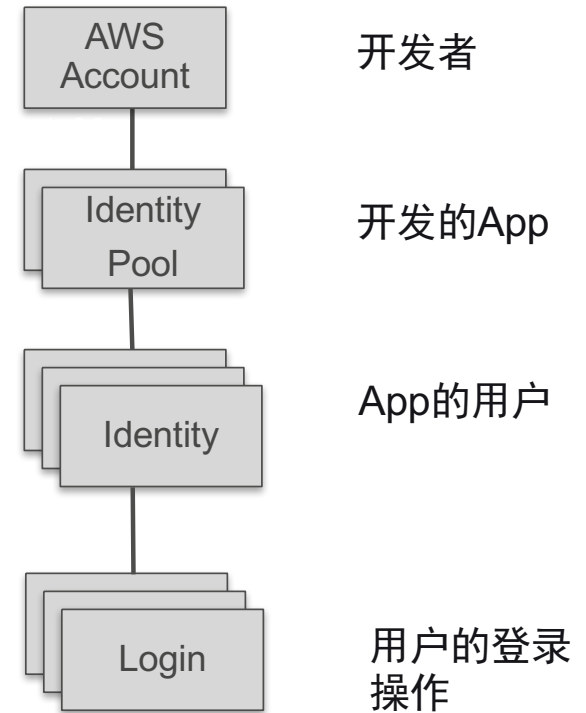 AWS
Account
开发者
Identity
Pool
开发的App
Identity
App的用户
Login
用户的登录
操作